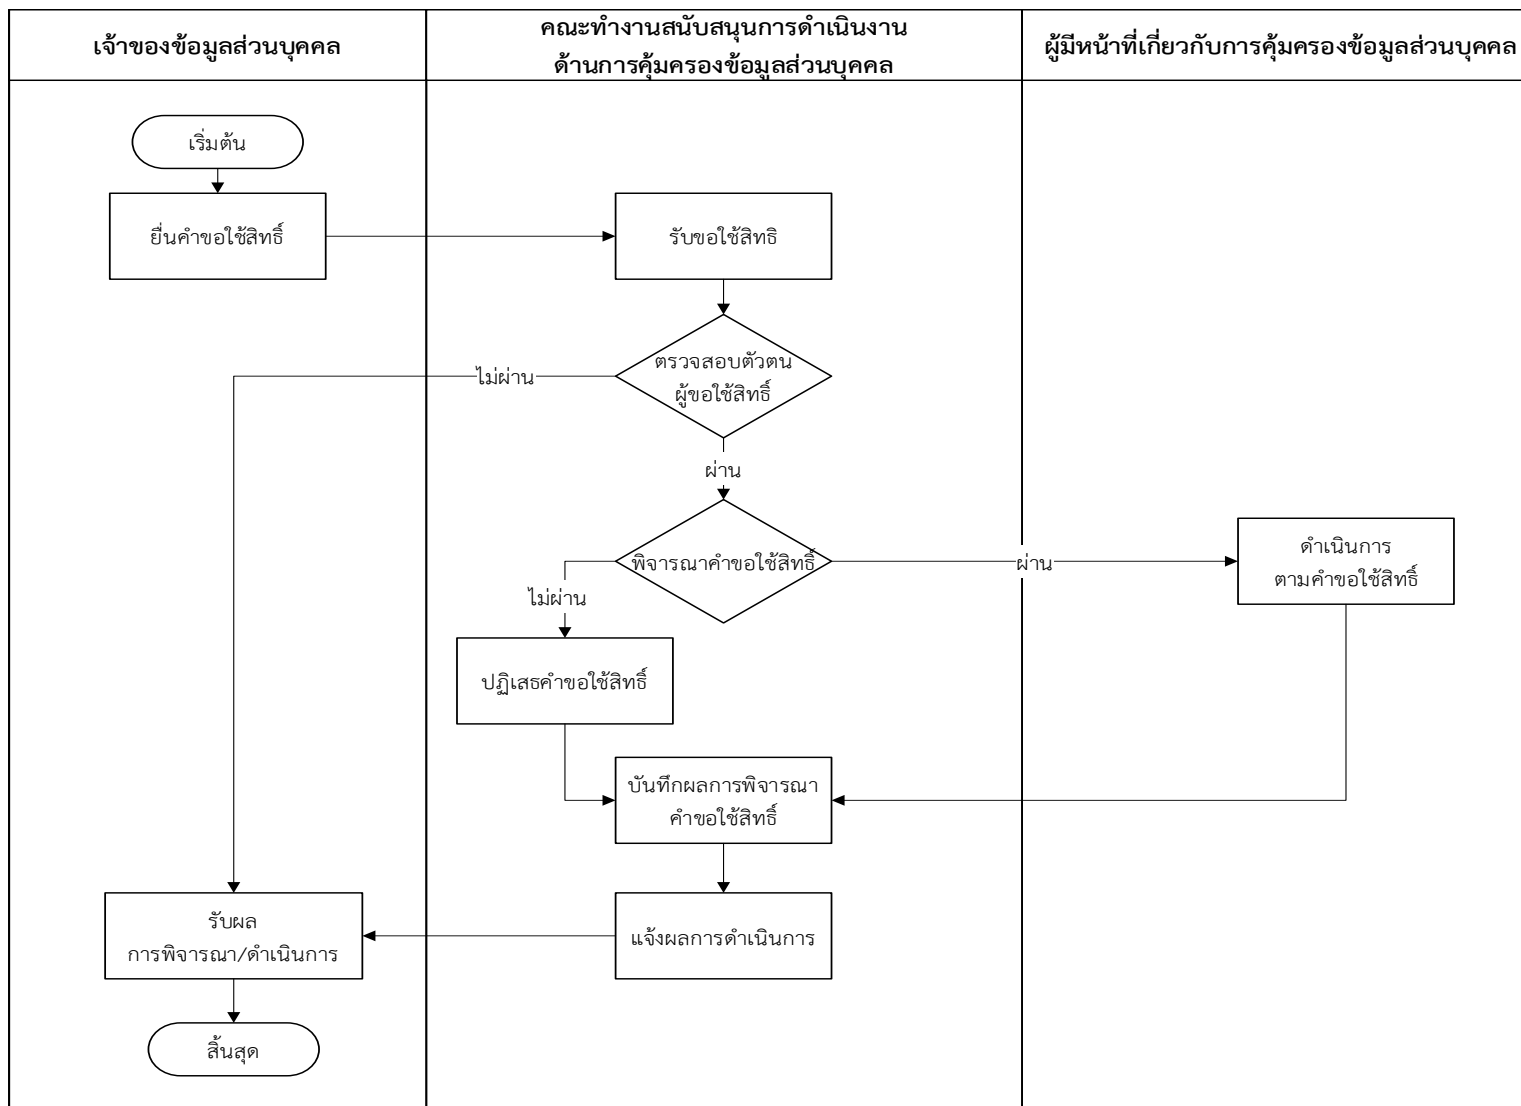 เจ้าของข้อมูลส่วนบุคคล
คณะทำงานสนับสนุนการดำเนินงาน
ด้านการคุ้มครองข้อมูลส่วนบุคคล
ผู้มีหน้าที่เกี่ยวกับการคุ้มครองข้อมูลส่วนบุคคล
เริ่มต้น
ยื่นคำขอใช้สิทธิ์
รับขอใช้สิทธิ
ตรวจสอบตัวตน
ผู้ขอใช้สิทธิ์
ไม่ผ่าน
ผ่าน
พิจารณาคำขอใช้สิทธิ์
ผ่าน
ดำเนินการ
ตามคำขอใช้สิทธิ์
ไม่ผ่าน
ปฏิเสธคำขอใช้สิทธิ์
บันทึกผลการพิจารณา
คำขอใช้สิทธิ์
แจ้งผลการดำเนินการ
รับผล
การพิจารณา/ดำเนินการ
สิ้นสุด